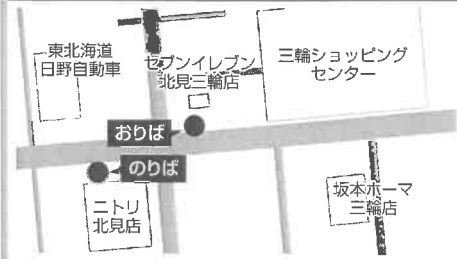 東北海道
日野自動車
セブンイレブン
北見三輪店
三輪ショッピング
センター
おりば
のりば
ニトリ
北見店
坂本ホーマ
三輪店